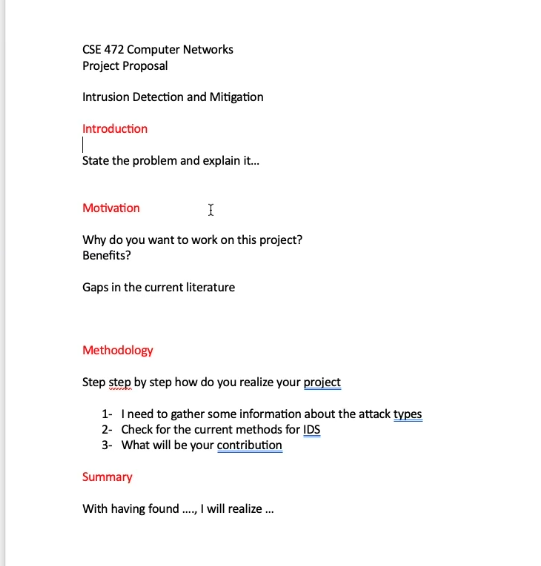 CSE 472 Computer Networks
Project Proposal
Intrusion Detection and Mitigation
Introduction
State the problem and explain it...
Motivation
Why do you want to work on this project?
Benefits?
Gaps in the current literature
Methodology
Step step by step how do you realize your project
1- I need to gather some information about the attack types
2- Check for the current methods for IDS
3- What will be your contribution
Summary
With having found ...., I will realize ...